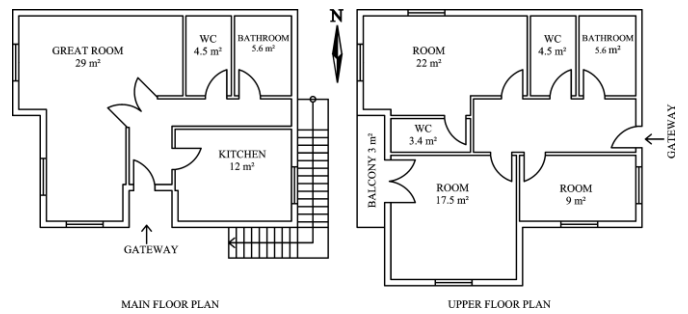 GREAT ROOM
29 m²
WC
4.5 m²
BATHROOM
5.6 m²
KITCHEN
12 m²
GATEWAY
MAIN FLOOR PLAN
N
ROOM
22 m²
WC
4.5 m²
BATHROOM
5.6 m²
WC
3.4 m²
BALCONY 3 m²
ROOM
17.5 m²
ROOM
9 m²
GATEWAY
UPPER FLOOR PLAN